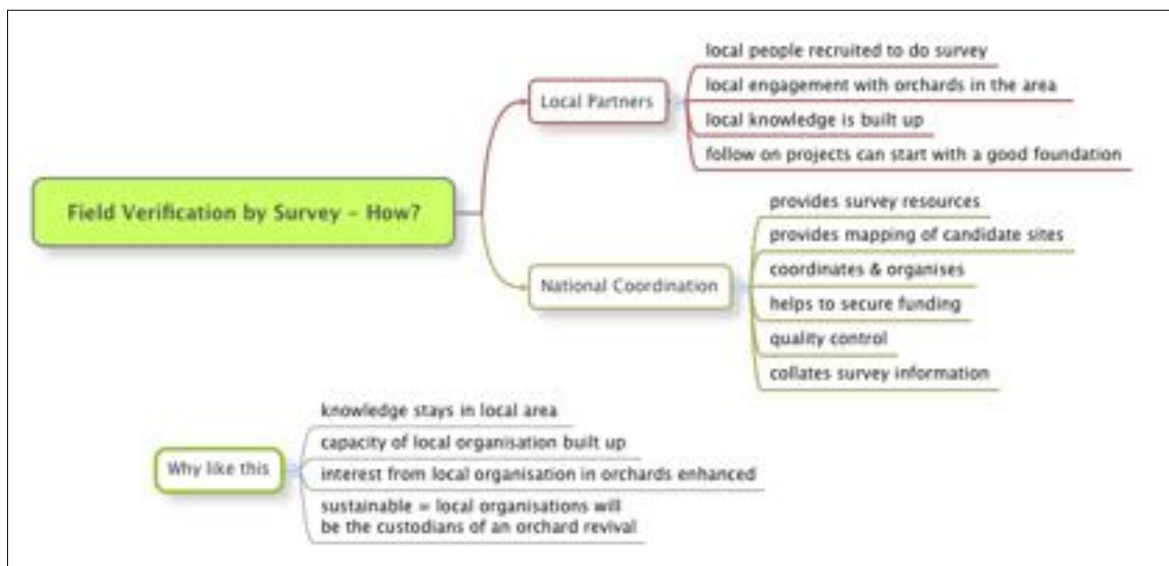 Field Verification by Survey - How?
Local Partners
local people recruited to do survey
local engagement with orchards in the area
local knowledge is built up
follow on projects can start with a good foundation
National Coordination
provides survey resources
provides mapping of candidate sites
coordinates & organises
helps to secure funding
quality control
collates survey information
Why like this
knowledge stays in local area
capacity of local organisation built up
interest from local organisation in orchards enhanced
sustainable = local organisations will
be the custodians of an orchard revival